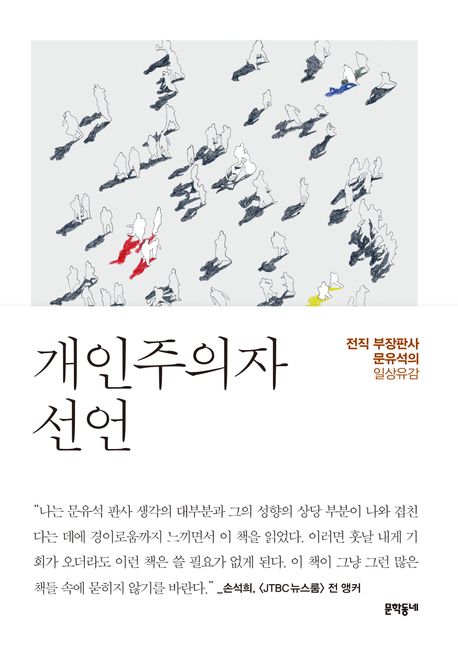 개인주의자
선언
전직 부장판사
문유석의
일상유감
“나는 문유석 판사 생각의 대부분과 그의 성향의 상당 부분이 나와 겹친
다는 데에 경이로움까지 느끼면서 이 책을 읽었다. 이러면 훗날 내게 기
회가 오더라도 이런 책은 쓸 필요가 없게 된다. 이 책이 그냥 그런 많은
책들 속에 묻히지 않기를 바란다.” _손석희, 〈JTBC 뉴스룸〉 전 앵커
문학동네